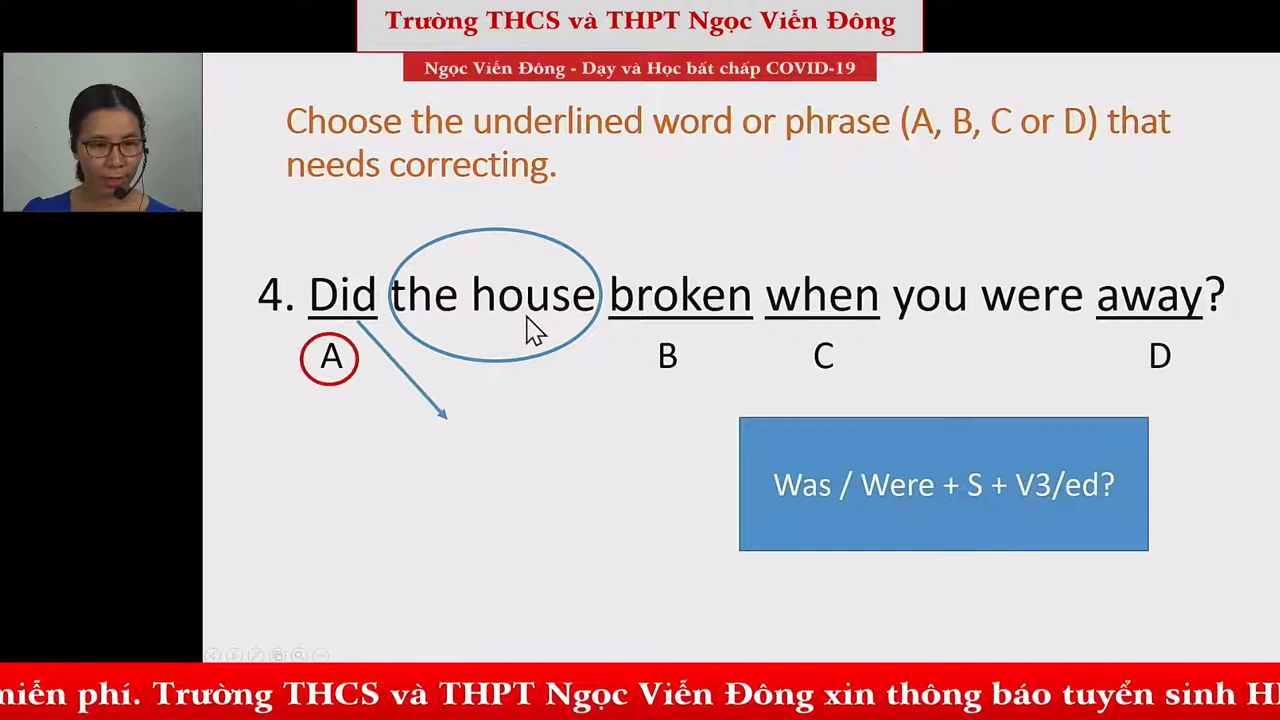 Trường THCS và THPT Ngọc Viễn Đông
Ngọc Viễn Đông - Dạy và Học bất chấp COVID-19
Choose the underlined word or phrase (A, B, C or D) that
needs correcting.
4. Did the house broken when you were away?
A B C D
Was / Were + S + V3/ed?
miễn phí. Trường THCS và THPT Ngọc Viễn Đông xin thông báo tuyển sinh